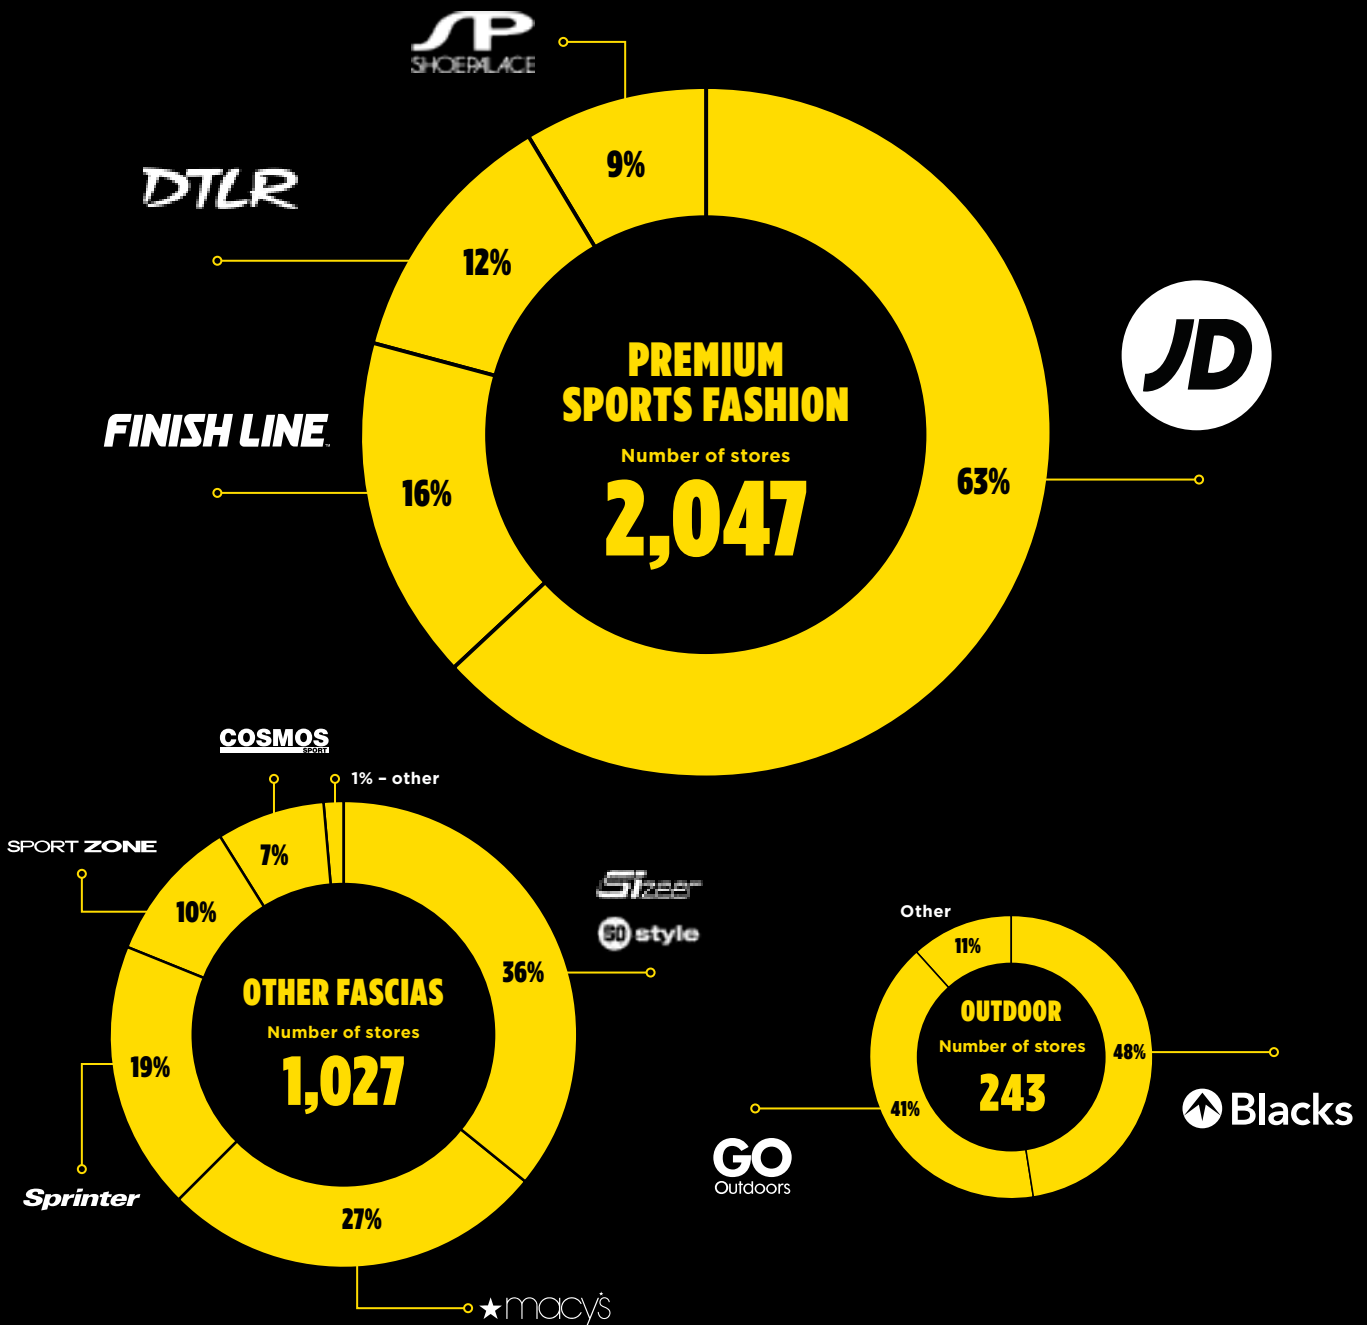 SP
SHOEPALACE
9%
DTLR
12%
JD
PREMIUM
SPORTS FASHION
Number of stores
2,047
FINISH LINE
16%
63%
COSMOS
SPORT
1% – other
SPORT ZONE
7%
10%
Sizeer
50 style
36%
OTHER FASCIAS
Number of stores
1,027
19%
Sprinter
27%
macy's
Other
11%
OUTDOOR
Number of stores
243
48%
41%
Blacks
GO
Outdoors